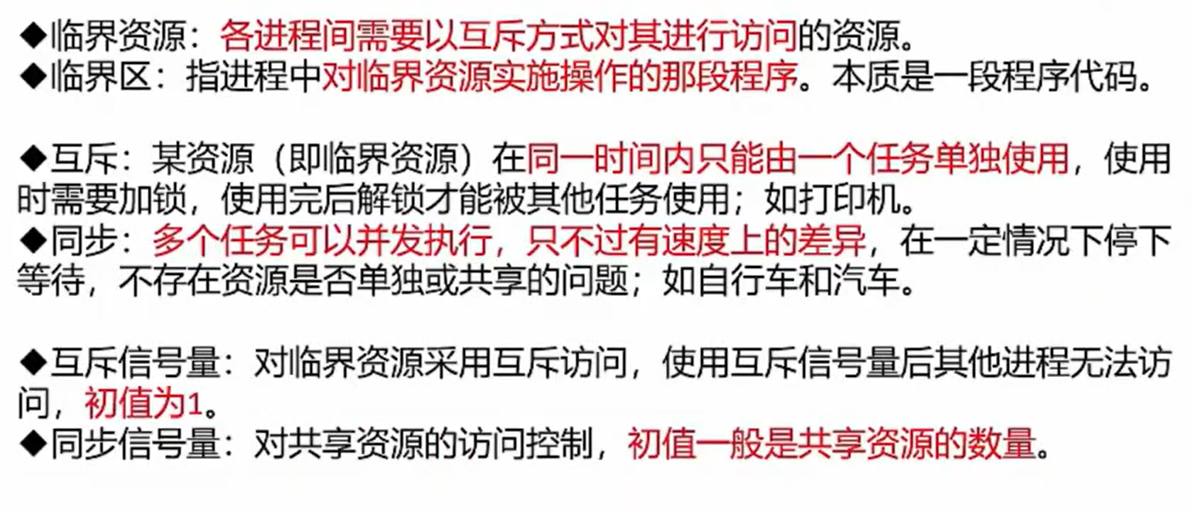 ◆临界资源：各进程间需要以互斥方式对其进行访问的资源。
◆临界区：指进程中对临界资源实施操作的那段程序。本质是一段程序代码。
◆互斥：某资源（即临界资源）在同一时间内只能由一个任务单独使用，使用
时需要加锁，使用完后解锁才能被其他任务使用；如打印机。
◆同步：多个任务可以并发执行，只不过有速度上的差异，在一定情况下停下
等待，不存在资源是否单独或共享的问题；如自行车和汽车。
◆互斥信号量：对临界资源采用互斥访问，使用互斥信号量后其他进程无法访
问，初值为1。
◆同步信号量：对共享资源的访问控制，初值一般是共享资源的数量。